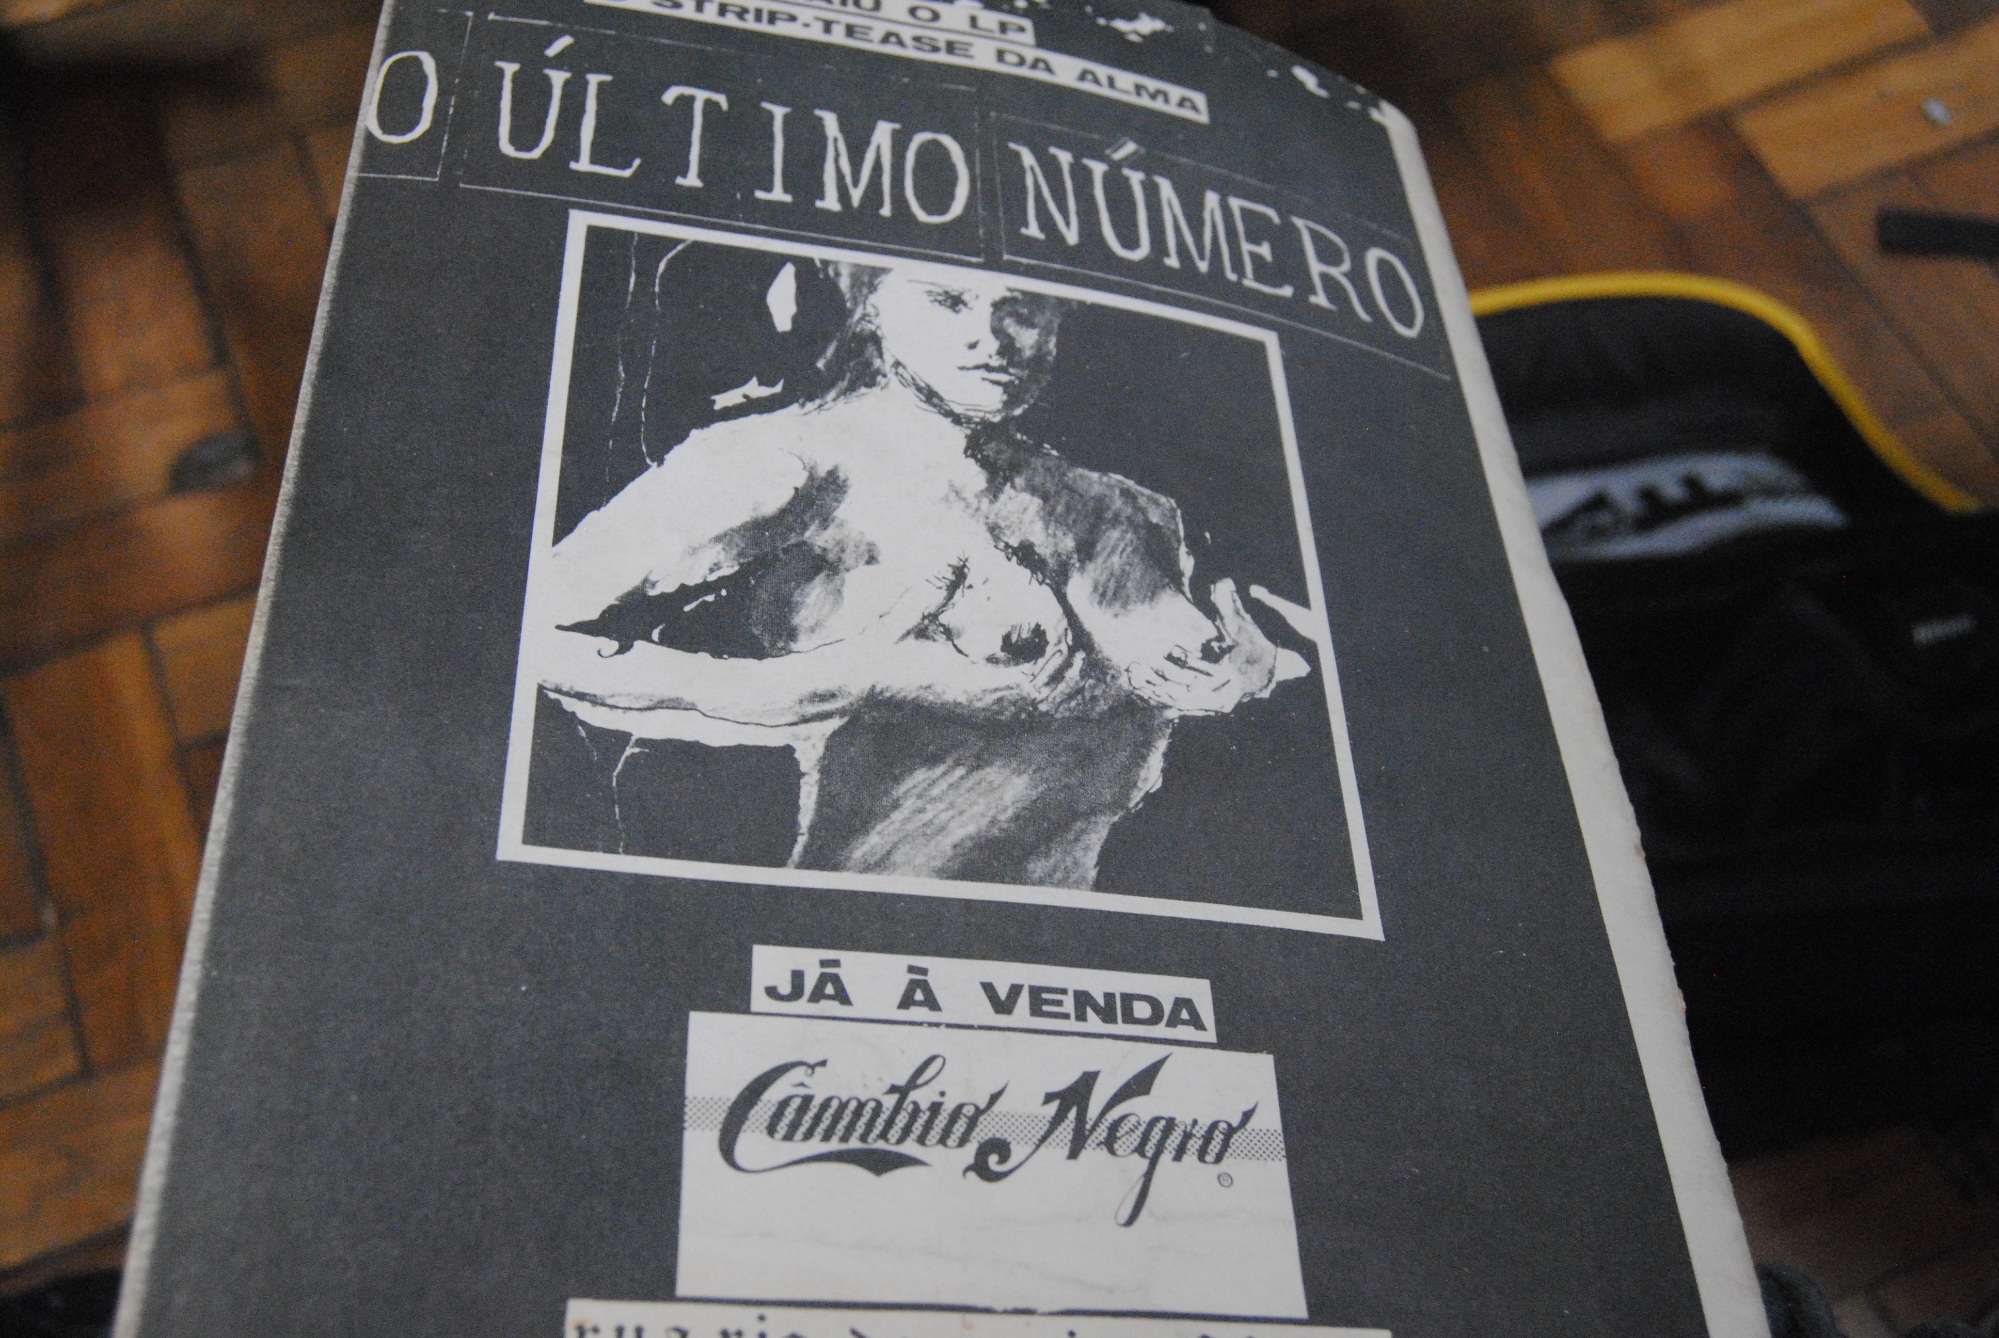 O LP
STRIP-TEASE DA ALMA
O ÚLTIMO NÚMERO
JÁ À VENDA
Câmbio Negro
®